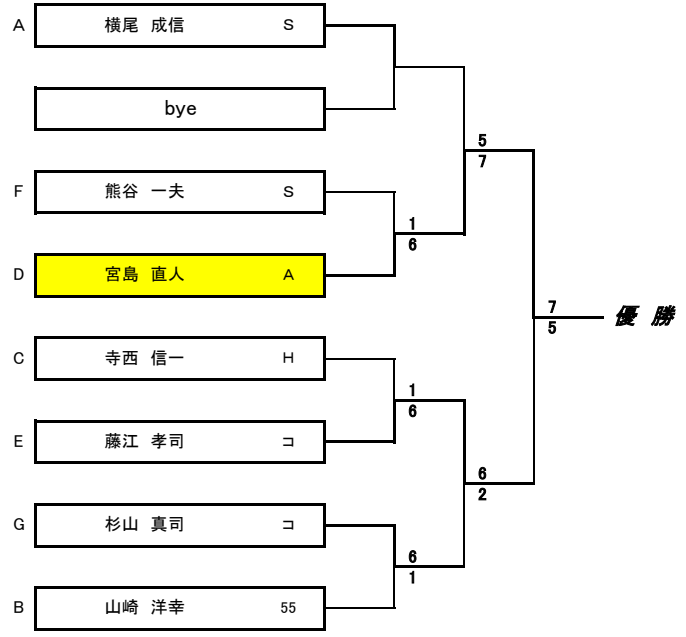 A 横尾 成信 S
bye
5
7
F 熊谷 一夫 S
1
6
D 宮島 直人 A
7
5
優 勝
C 寺西 信一 H
1
6
E 藤江 孝司 コ
6
2
G 杉山 真司 コ
6
1
B 山崎 洋幸 55